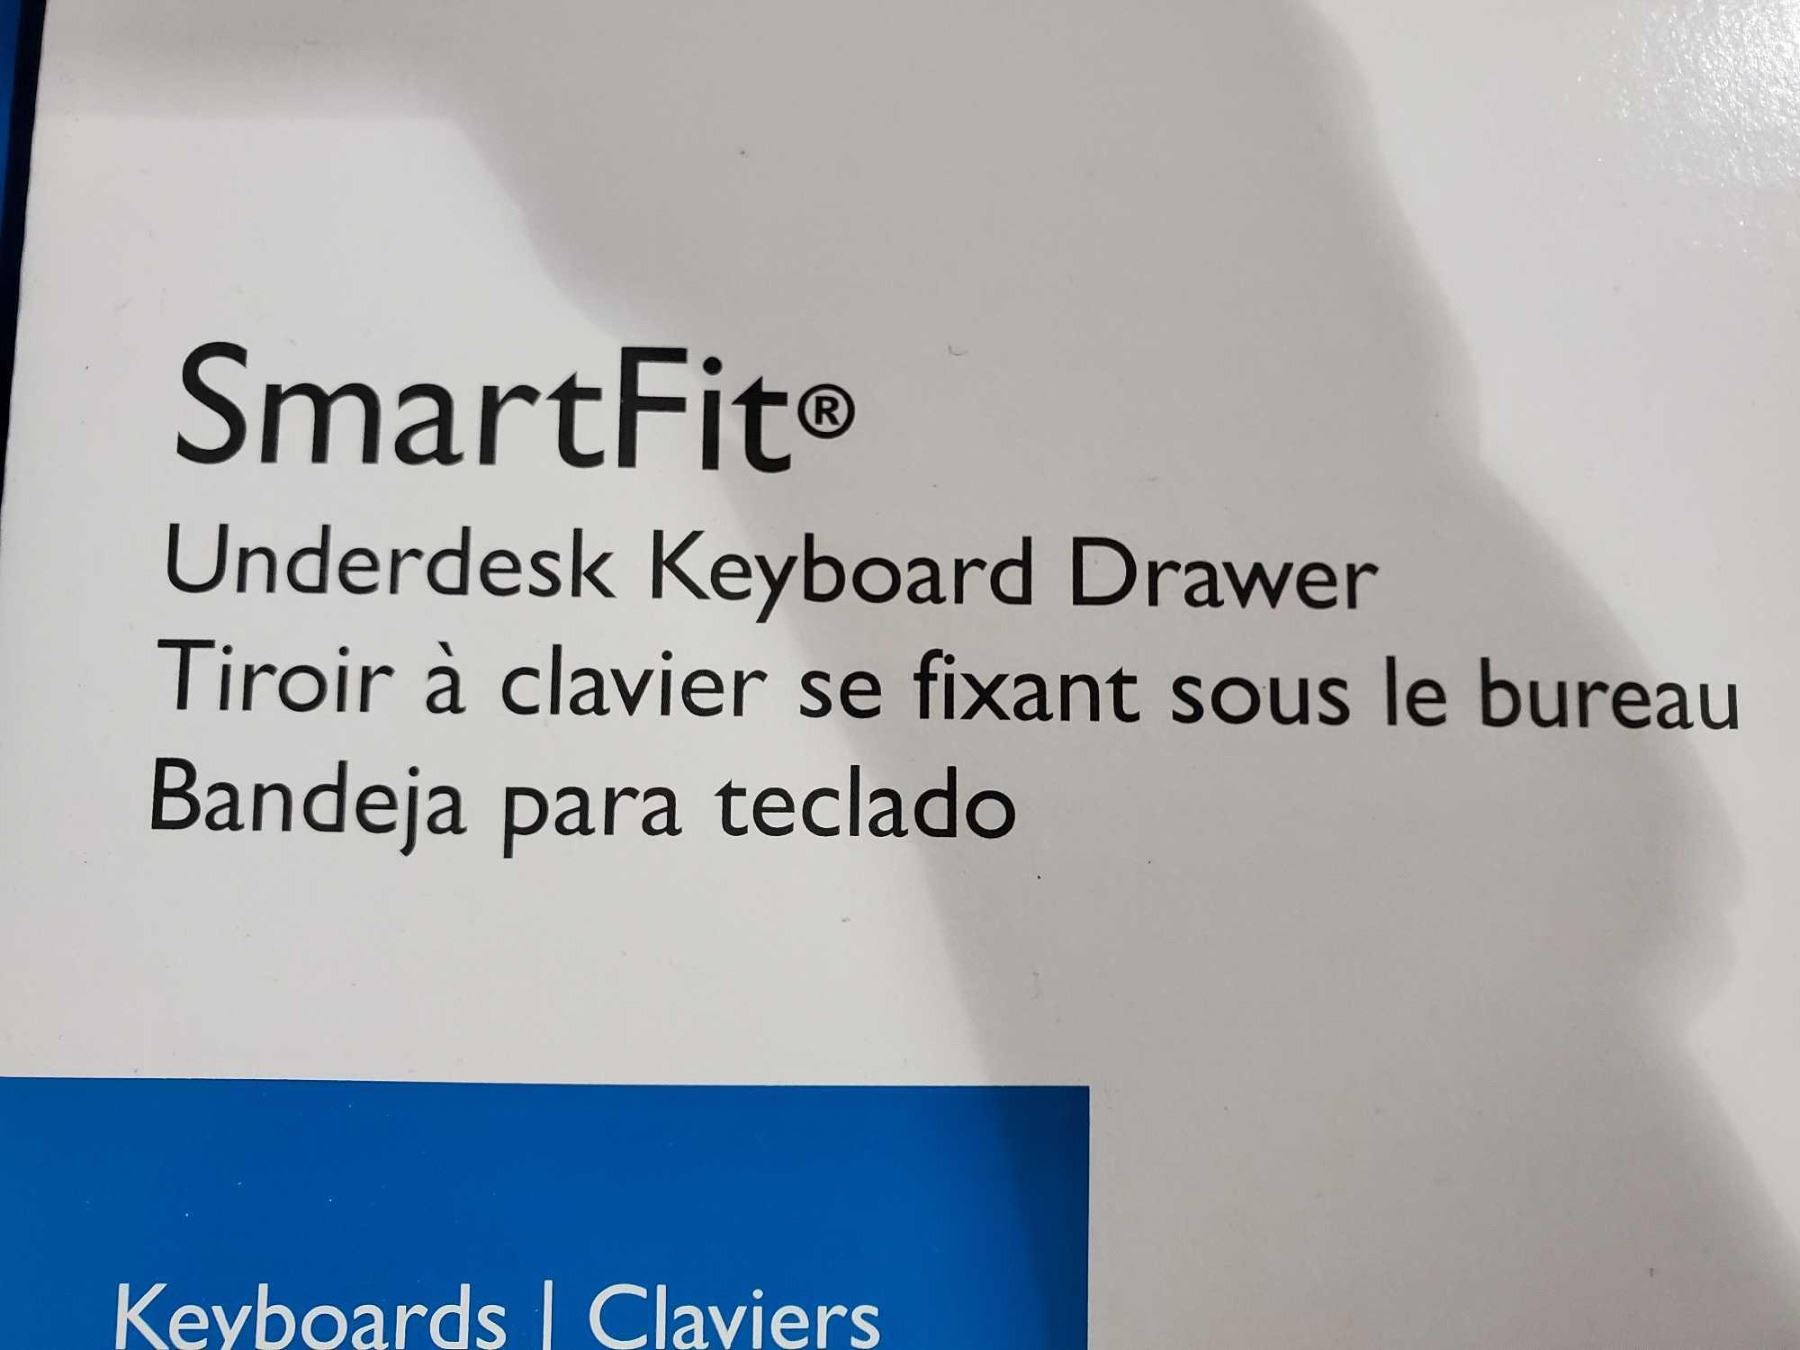 SmartFit®
Underdesk Keyboard Drawer
Tiroir à clavier se fixant sous le bureau
Bandeja para teclado
Keyboards | Claviers